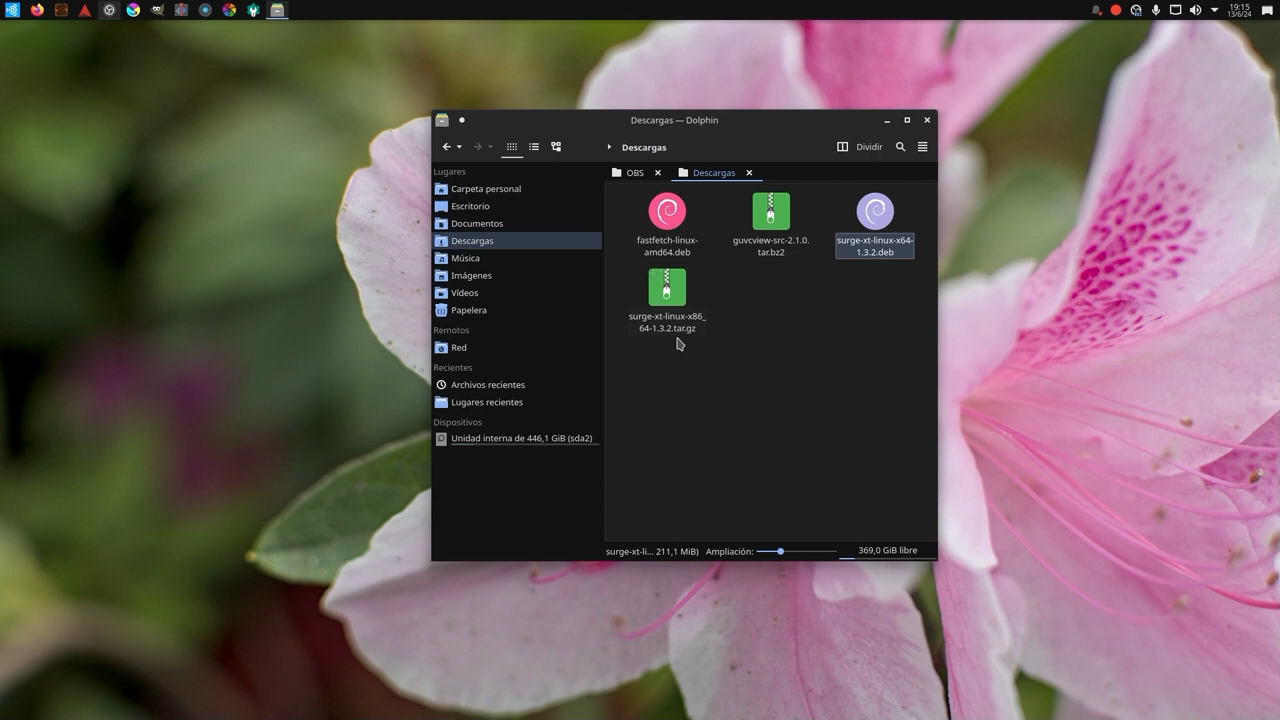 19:15
13/6/24
Descargas — Dolphin
Descargas
Dividir
Lugares
Carpeta personal
Escritorio
Documentos
Descargas
Música
Imágenes
Vídeos
Papelera
Remotos
Red
Recientes
Archivos recientes
Lugares recientes
Dispositivos
Unidad interna de 446,1 GiB (sda2)
OBS
Descargas
fastfetch-linux-
amd64.deb
guvcview-src-2.1.0.
tar.bz2
surge-xt-linux-x64-
1.3.2.deb
surge-xt-linux-x86_
64-1.3.2.tar.gz
surge-xt-li... 211,1 MiB)
Ampliación:
369,0 GiB libre